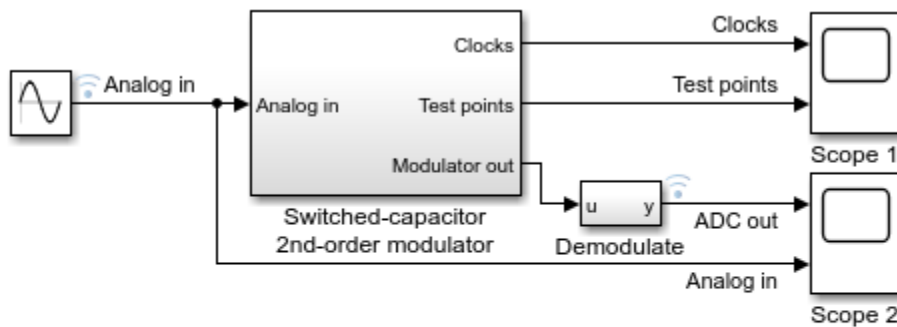 Clocks
Clocks
Analog in
Analog in
Test points
Test points
Modulator out
Scope 1
Switched-capacitor
2nd-order modulator
u
y
ADC out
Demodulate
Analog in
Scope 2